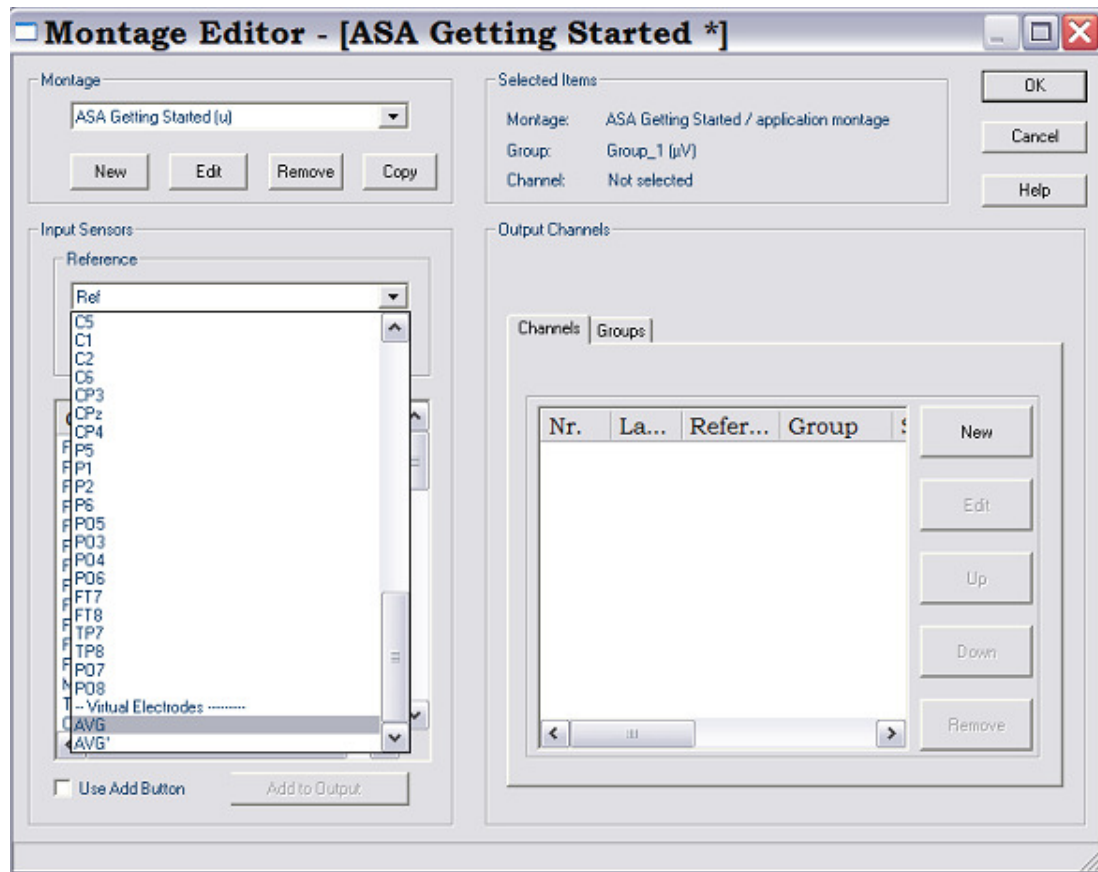 Montage Editor - [ASA Getting Started *]
Montage
ASA Getting Started (u)
New Edit Remove Copy
Selected Items
Montage: ASA Getting Started / application montage
Group: Group_1 (µV)
Channel: Not selected
OK
Cancel
Help
Input Sensors
Reference
Ref
C5
C1
C2
C6
CP3
CPz
CP4
P5
P1
P2
P6
PO5
PO3
PO4
PO6
FT7
FT8
TP7
TP8
PO7
PO8
-- Virtual Electrodes ---------
AVG
AVG'
Use Add Button Add to Output
Output Channels
Channels Groups
Nr. La... Refer... Group
New
Edit
Up
Down
Remove